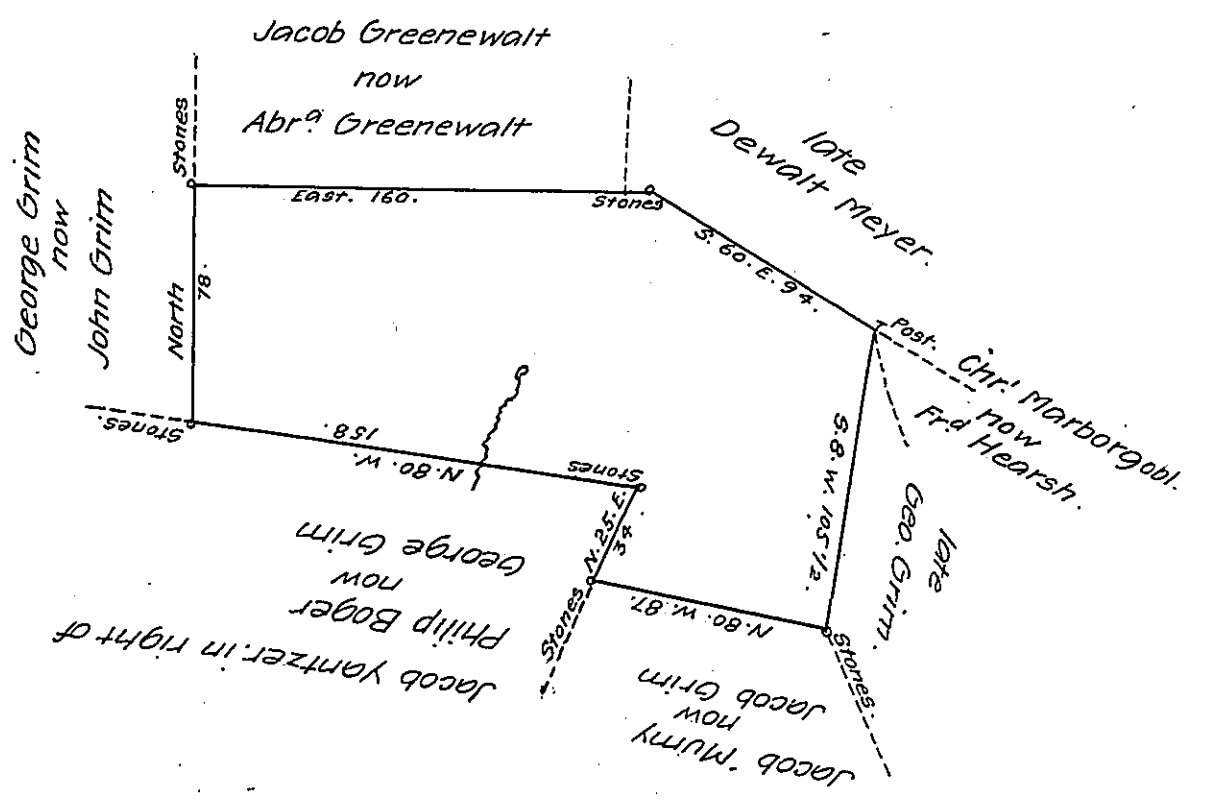 Jacob Greenewalt
now
Abrª. Greenewalt
late
Dewalt Meyer.
George Grim
now
John Grim
Stones
East. 160.
Stones
S. 60. E. 94.
North
78.
Post.
Chr! Marborgobl.
now
Frd Hearsh.
Stones.
158.
N. 80. W.
Stones
N. 25. E.
34
S. 8. W. 105 1/2.
late
Geo. Grim.
Stones
N. 80. W. 87.
Stones.
Jacob Yantzer. in right of
Philip Boger
now
George Grim
Jacob Mumy
now
Jacob Grim